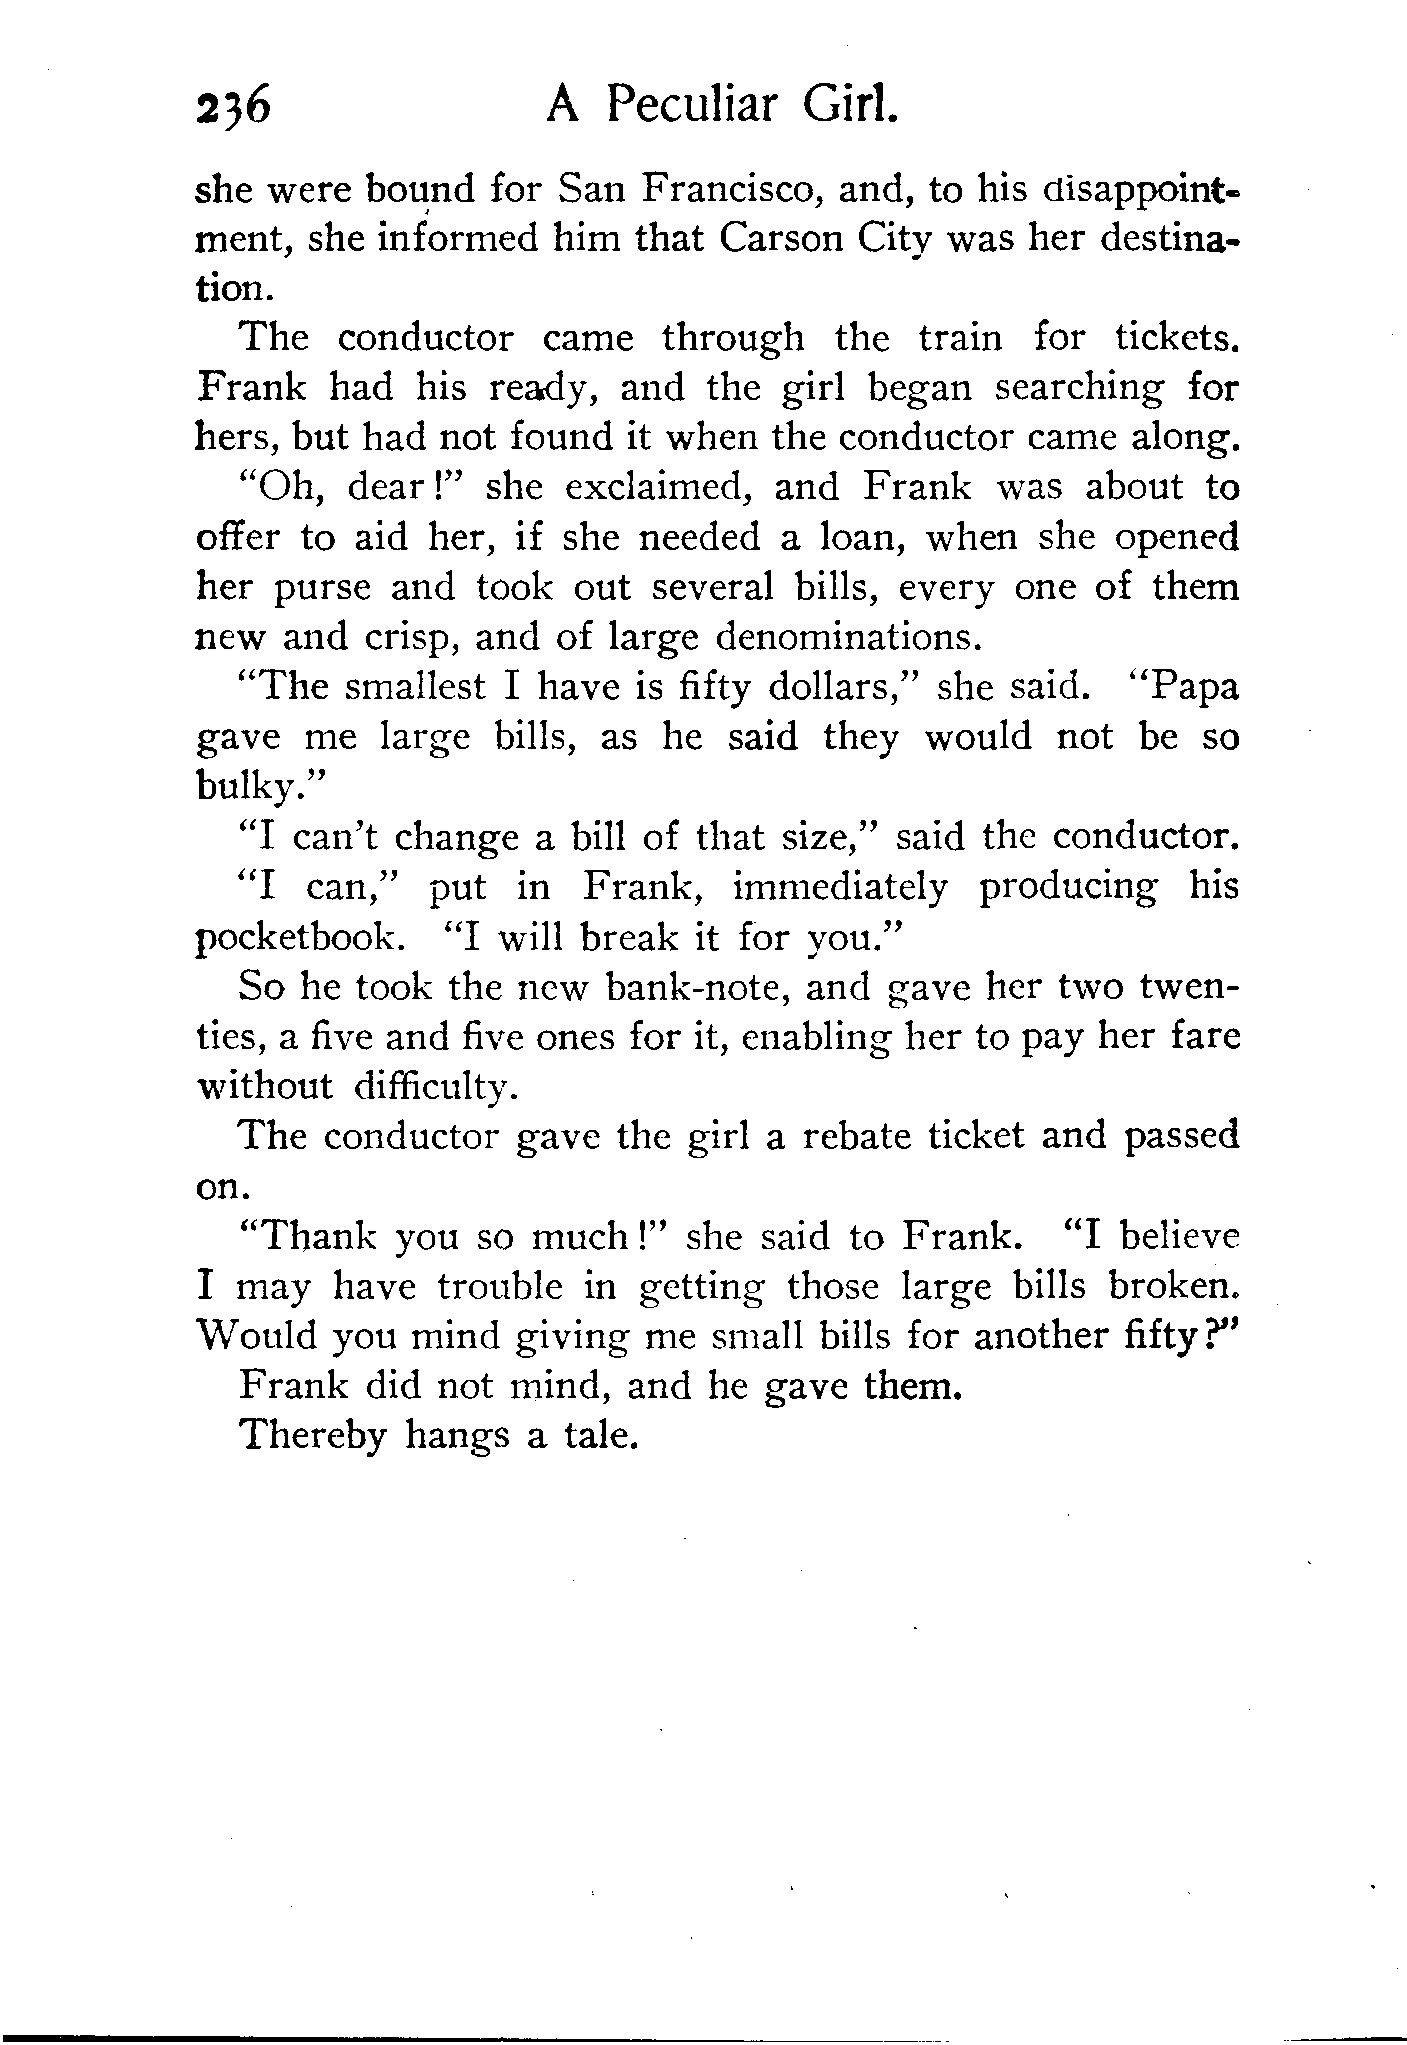 236 A Peculiar Girl.
she were bound for San Francisco, and, to his disappoint-
ment, she informed him that Carson City was her destina-
tion.
The conductor came through the train for tickets.
Frank had his ready, and the girl began searching for
hers, but had not found it when the conductor came along.
“Oh, dear!” she exclaimed, and Frank was about to
offer to aid her, if she needed a loan, when she opened
her purse and took out several bills, every one of them
new and crisp, and of large denominations.
“The smallest I have is fifty dollars,” she said. “Papa
gave me large bills, as he said they would not be so
bulky.”
“I can’t change a bill of that size,” said the conductor.
“I can,” put in Frank, immediately producing his
pocketbook. “I will break it for you.”
So he took the new bank-note, and gave her two twen-
ties, a five and five ones for it, enabling her to pay her fare
without difficulty.
The conductor gave the girl a rebate ticket and passed
on.
“Thank you so much!” she said to Frank. “I believe
I may have trouble in getting those large bills broken.
Would you mind giving me small bills for another fifty?”
Frank did not mind, and he gave them.
Thereby hangs a tale.